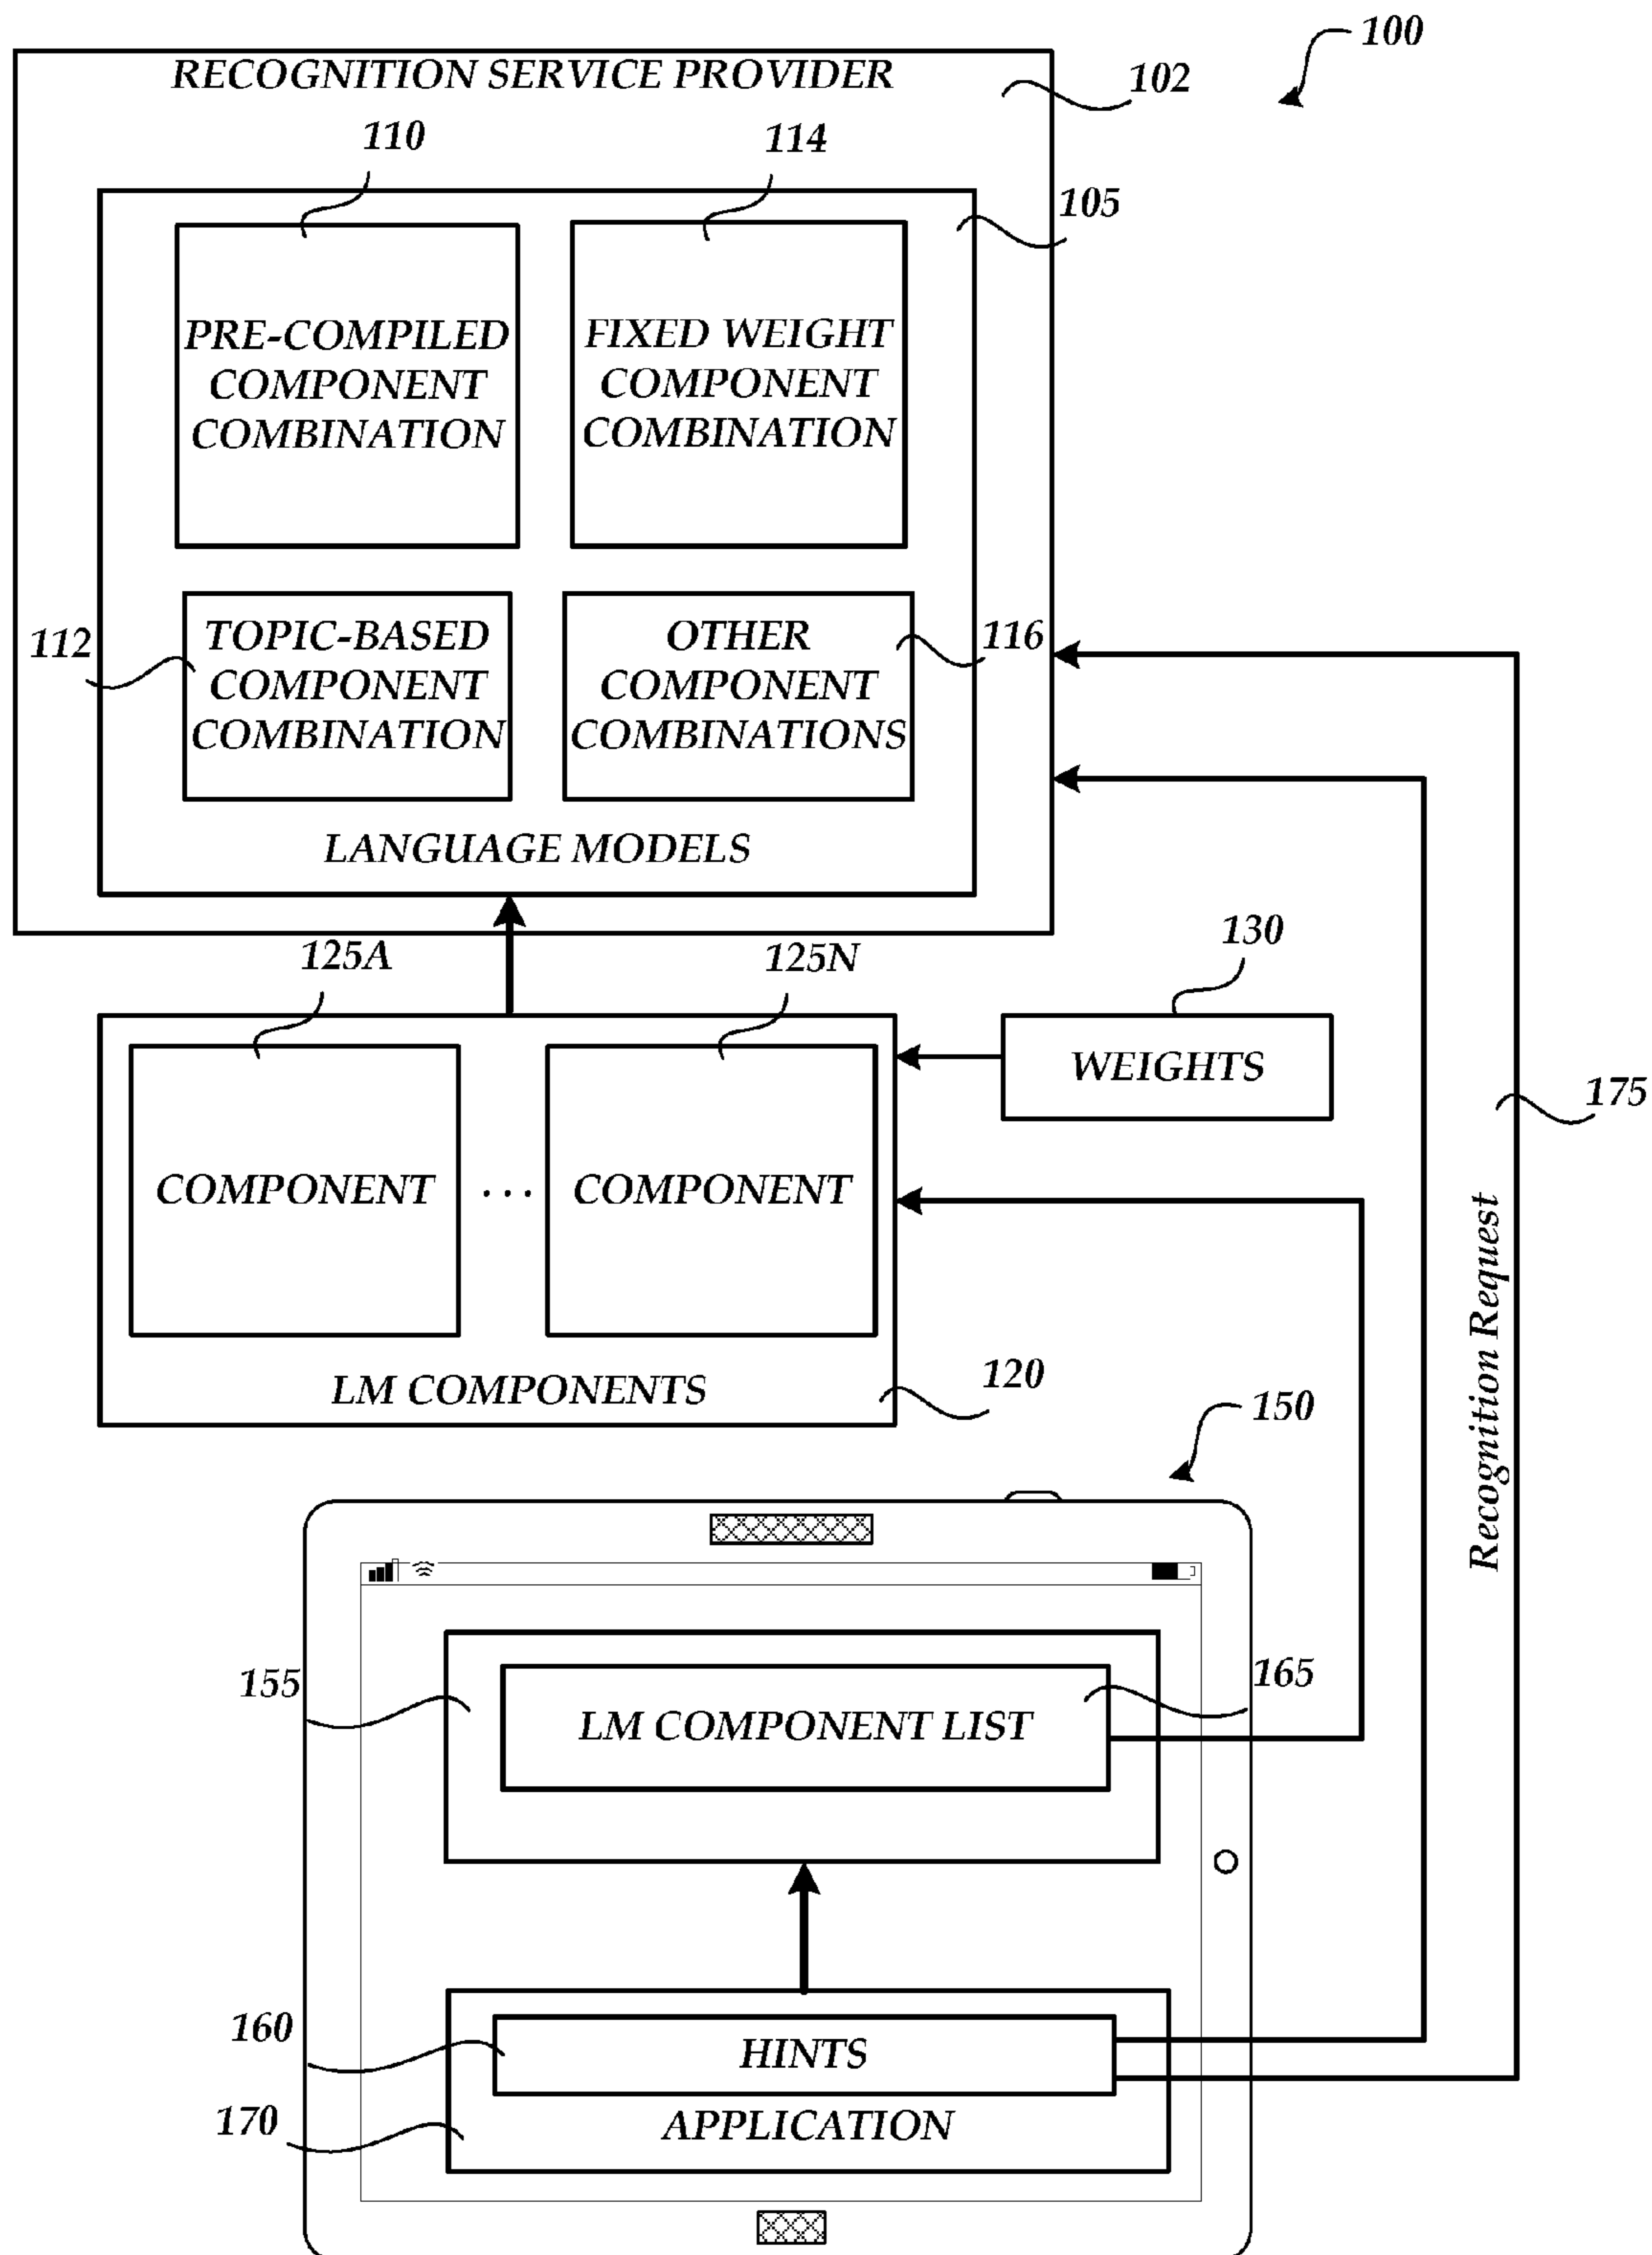 100
RECOGNITION SERVICE PROVIDER
102
110
114
105
PRE-COMPILED
COMPONENT
COMBINATION
FIXED WEIGHT
COMPONENT
COMBINATION
112
TOPIC-BASED
COMPONENT
COMBINATION
OTHER
COMPONENT
COMBINATIONS
116
LANGUAGE MODELS
125A
125N
130
WEIGHTS
175
COMPONENT
...
COMPONENT
Recognition Request
LM COMPONENTS
120
150
155
LM COMPONENT LIST
165
160
HINTS
170
APPLICATION